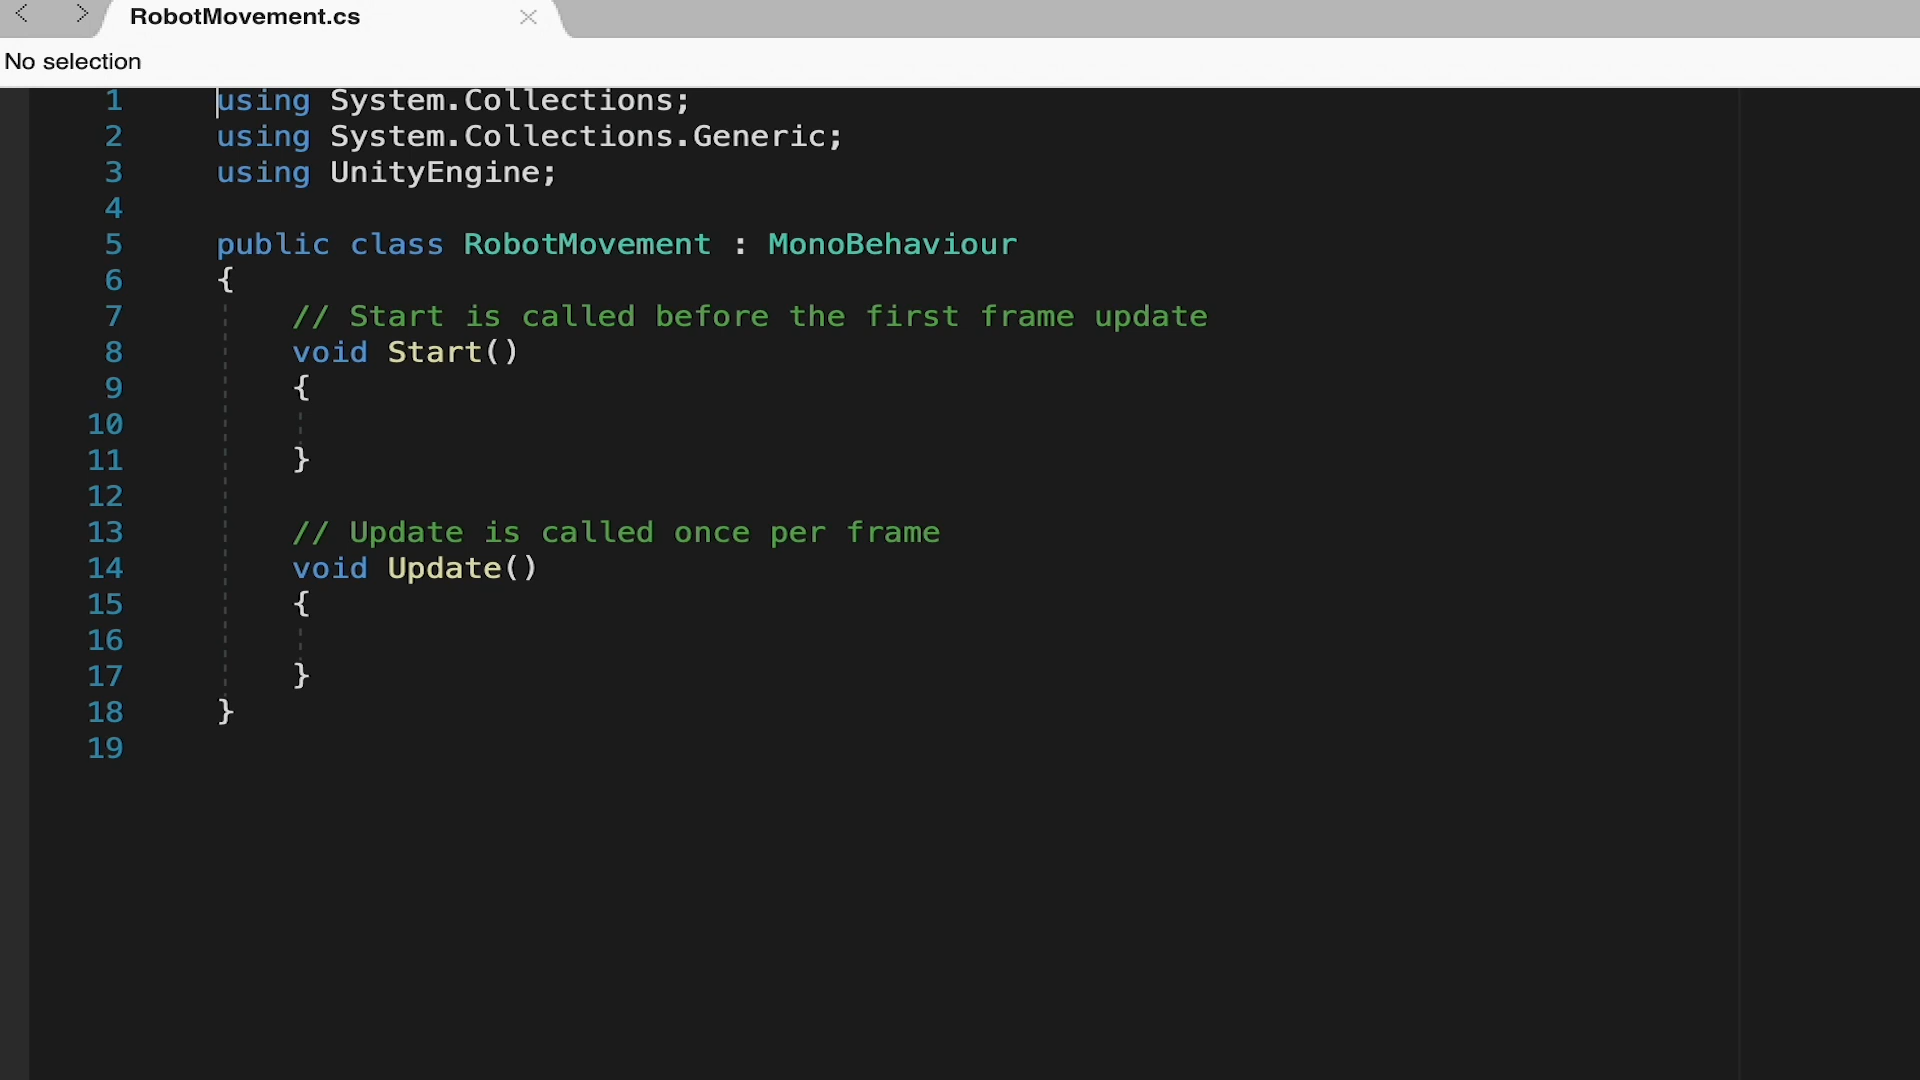 RobotMovement.cs
No selection
1 using System.Collections;
2 using System.Collections.Generic;
3 using UnityEngine;
4
5 public class RobotMovement : MonoBehaviour
6 {
7 // Start is called before the first frame update
8 void Start()
9 {
10
11 }
12
13 // Update is called once per frame
14 void Update()
15 {
16
17 }
18 }
19